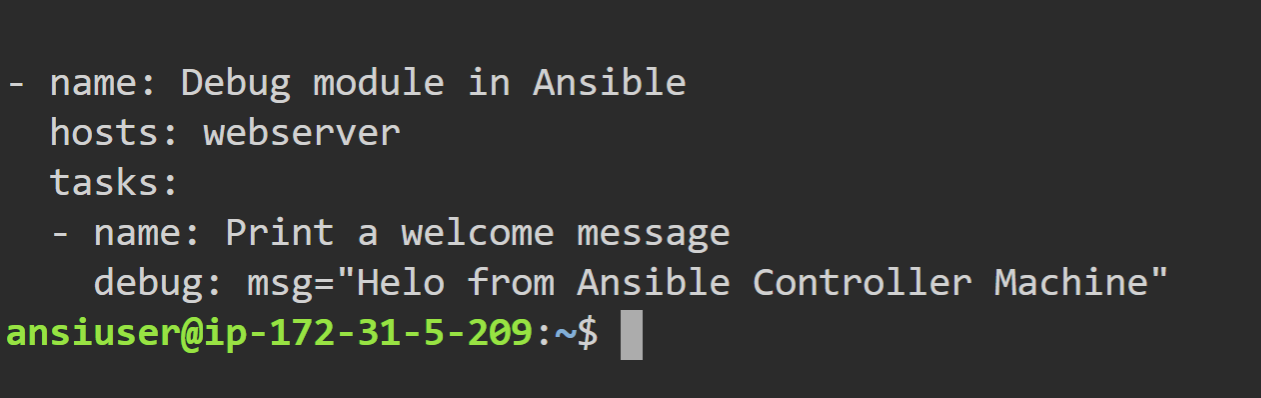 - name: Debug module in Ansible
  hosts: webserver
  tasks:
  - name: Print a welcome message
    debug: msg="Helo from Ansible Controller Machine"
ansiuser@ip-172-31-5-209:~$